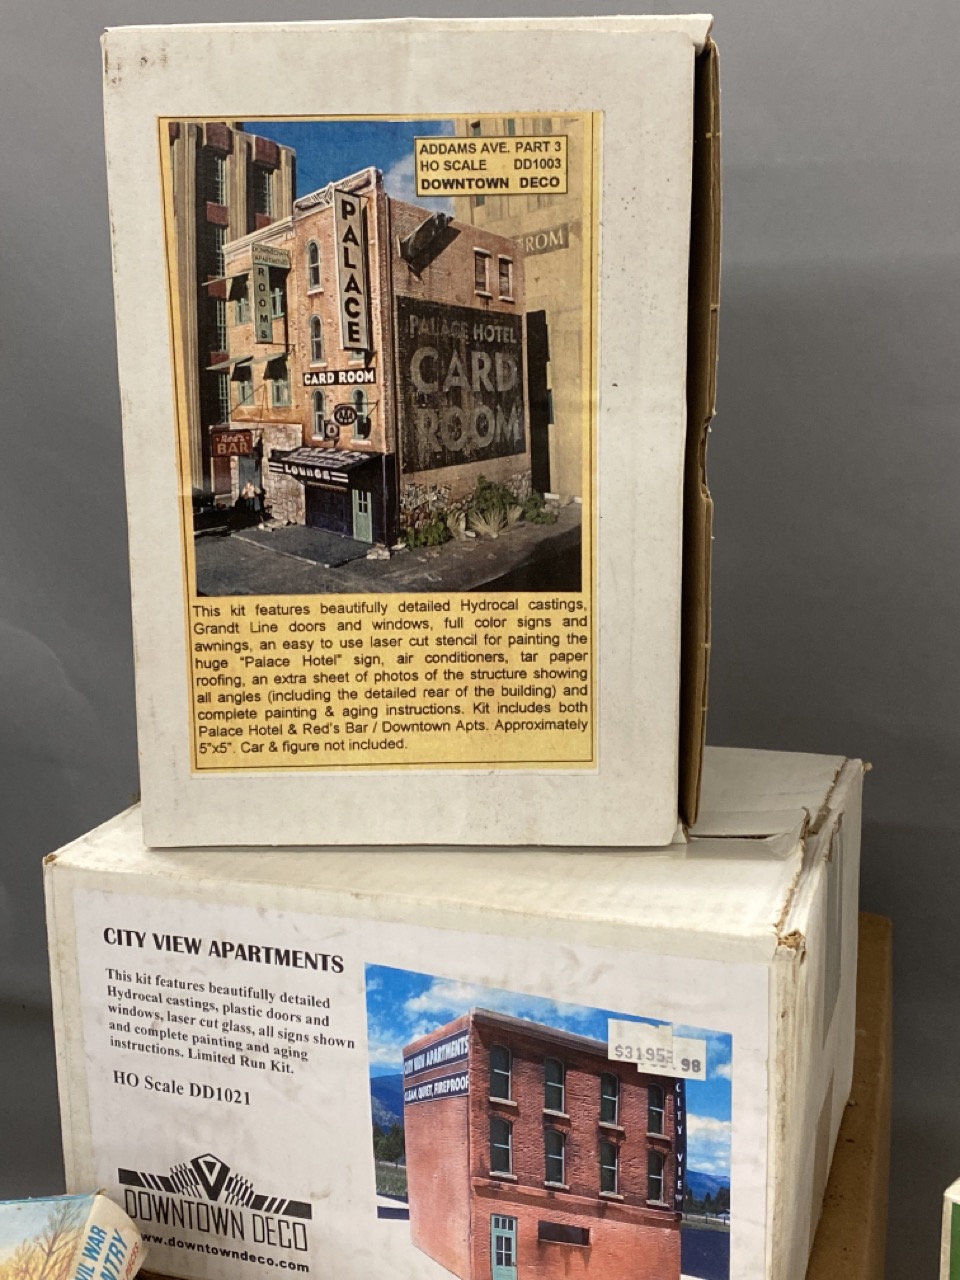 ADDAMS AVE. PART 3
HO SCALE DD1003
DOWNTOWN DECO
ROM
PALACE
DOWNTOWN
APARTMENTS
ROOMS
PALACE HOTEL
CARD
ROOM
CARD ROOM
AAA
Red's
BAR
LOUNGE
This kit features beautifully detailed Hydrocal castings,
Grandt Line doors and windows, full color signs and
awnings, an easy to use laser cut stencil for painting the
huge "Palace Hotel" sign, air conditioners, tar paper
roofing, an extra sheet of photos of the structure showing
all angles (including the detailed rear of the building) and
complete painting & aging instructions. Kit includes both
Palace Hotel & Red's Bar / Downtown Apts. Approximately
5"x5". Car & figure not included.
CITY VIEW APARTMENTS
This kit features beautifully detailed
Hydrocal castings, plastic doors and
windows, laser cut glass, all signs shown
and complete painting and aging
instructions. Limited Run Kit.
HO Scale DD1021
DOWNTOWN DECO
www.downtowndeco.com
CITY VIEW APARTMENTS
CLEAN, QUIET, FIREPROOF
$31.95
98
CITY VIEW
WAR